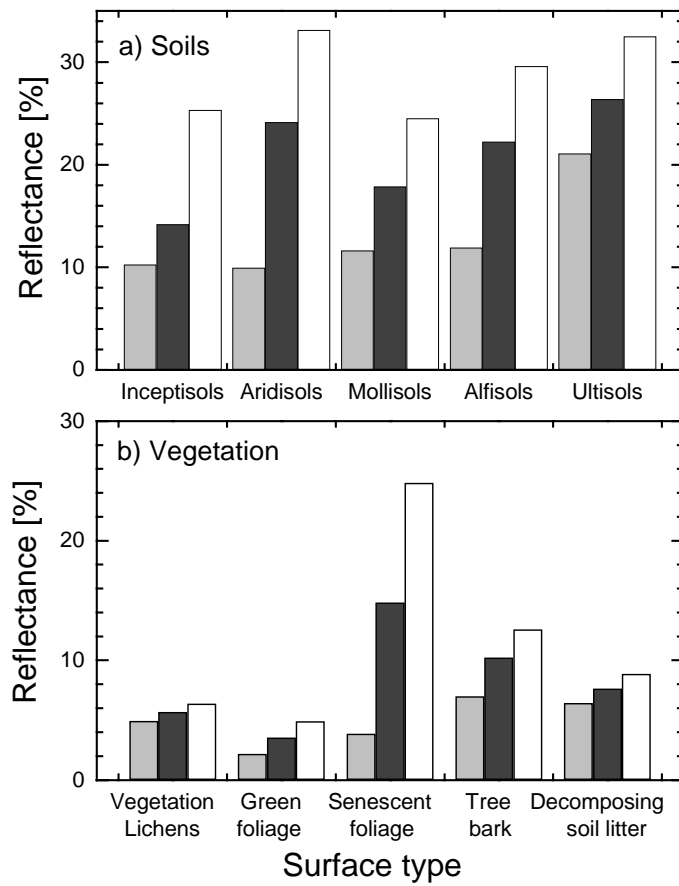 a) Soils
Reflectance [%]
30
20
10
0
Inceptisols Aridisols Mollisols Alfisols Ultisols
b) Vegetation
Reflectance [%]
30
20
10
0
Vegetation Green Senescent Tree Decomposing
Lichens foliage foliage bark soil litter
Surface type